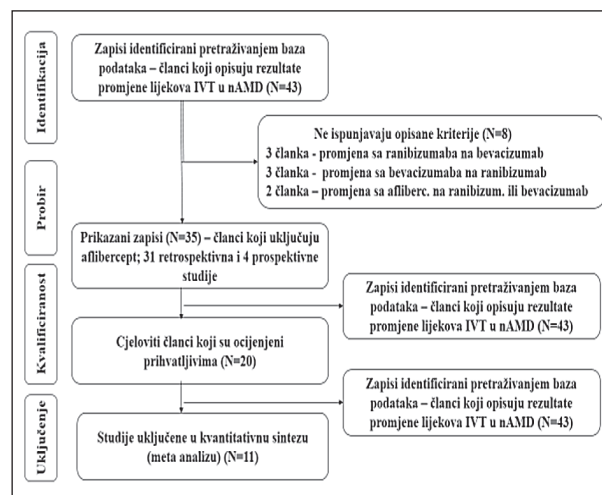 Identifikacija
Zapisi identificirani pretraživanjem baza
podataka – članci koji opisuju rezultate
promjene lijekova IVT u nAMD (N=43)
Ne ispunjavaju opisane kriterije (N=8)
3 članka - promjena sa ranibizumaba na bevacizumab
3 članka - promjena sa bevacizumaba na ranibizumab
2 članka – promjena sa afliberc. na ranibizum. ili bevacizumab
Probir
Prikazani zapisi (N=35) – članci koji uključuju
aflibercept; 31 retrospektivna i 4 prospektivne
studije
Kvalificiranost
Zapisi identificirani pretraživanjem baza
podataka – članci koji opisuju rezultate
promjene lijekova IVT u nAMD (N=43)
Cjeloviti članci koji su ocijenjeni
prihvatljivima (N=20)
Zapisi identificirani pretraživanjem baza
podataka – članci koji opisuju rezultate
promjene lijekova IVT u nAMD (N=43)
Uključenje
Studije uključene u kvantitativnu sintezu
(meta analizu) (N=11)